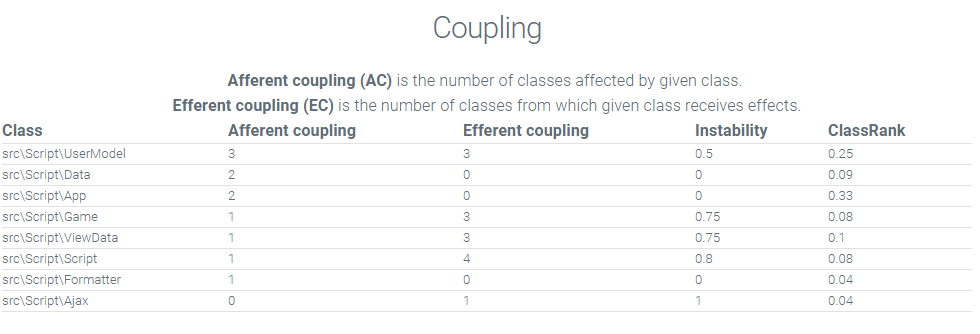 Coupling
Afferent coupling (AC) is the number of classes affected by given class.
Efferent coupling (EC) is the number of classes from which given class receives effects.
Class Afferent coupling Efferent coupling Instability ClassRank
src\Script\UserModel 3 3 0.5 0.25
src\Script\Data 2 0 0 0.09
src\Script\App 2 0 0 0.33
src\Script\Game 1 3 0.75 0.08
src\Script\ViewData 1 3 0.75 0.1
src\Script\Script 1 4 0.8 0.08
src\Script\Formatter 1 0 0 0.04
src\Script\Ajax 0 1 1 0.04